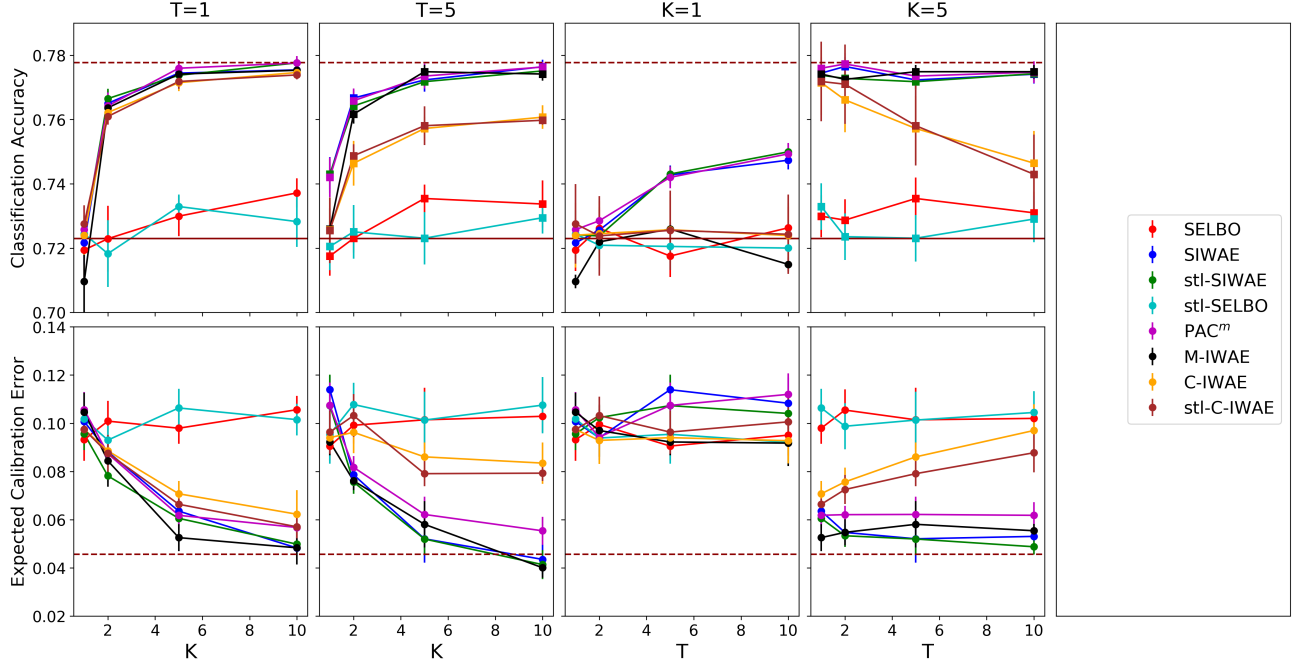 T=1 T=5 K=1 K=5
Classification Accuracy
0.78
0.76
0.74
0.72
0.70
Expected Calibration Error
0.14
0.12
0.10
0.08
0.06
0.04
0.02
2 4 6 8 10 2 4 6 8 10 2 4 6 8 10 2 4 6 8 10
K K T T
SELBO
SIWAE
stl-SIWAE
stl-SELBO
PACᵐ
M-IWAE
C-IWAE
stl-C-IWAE